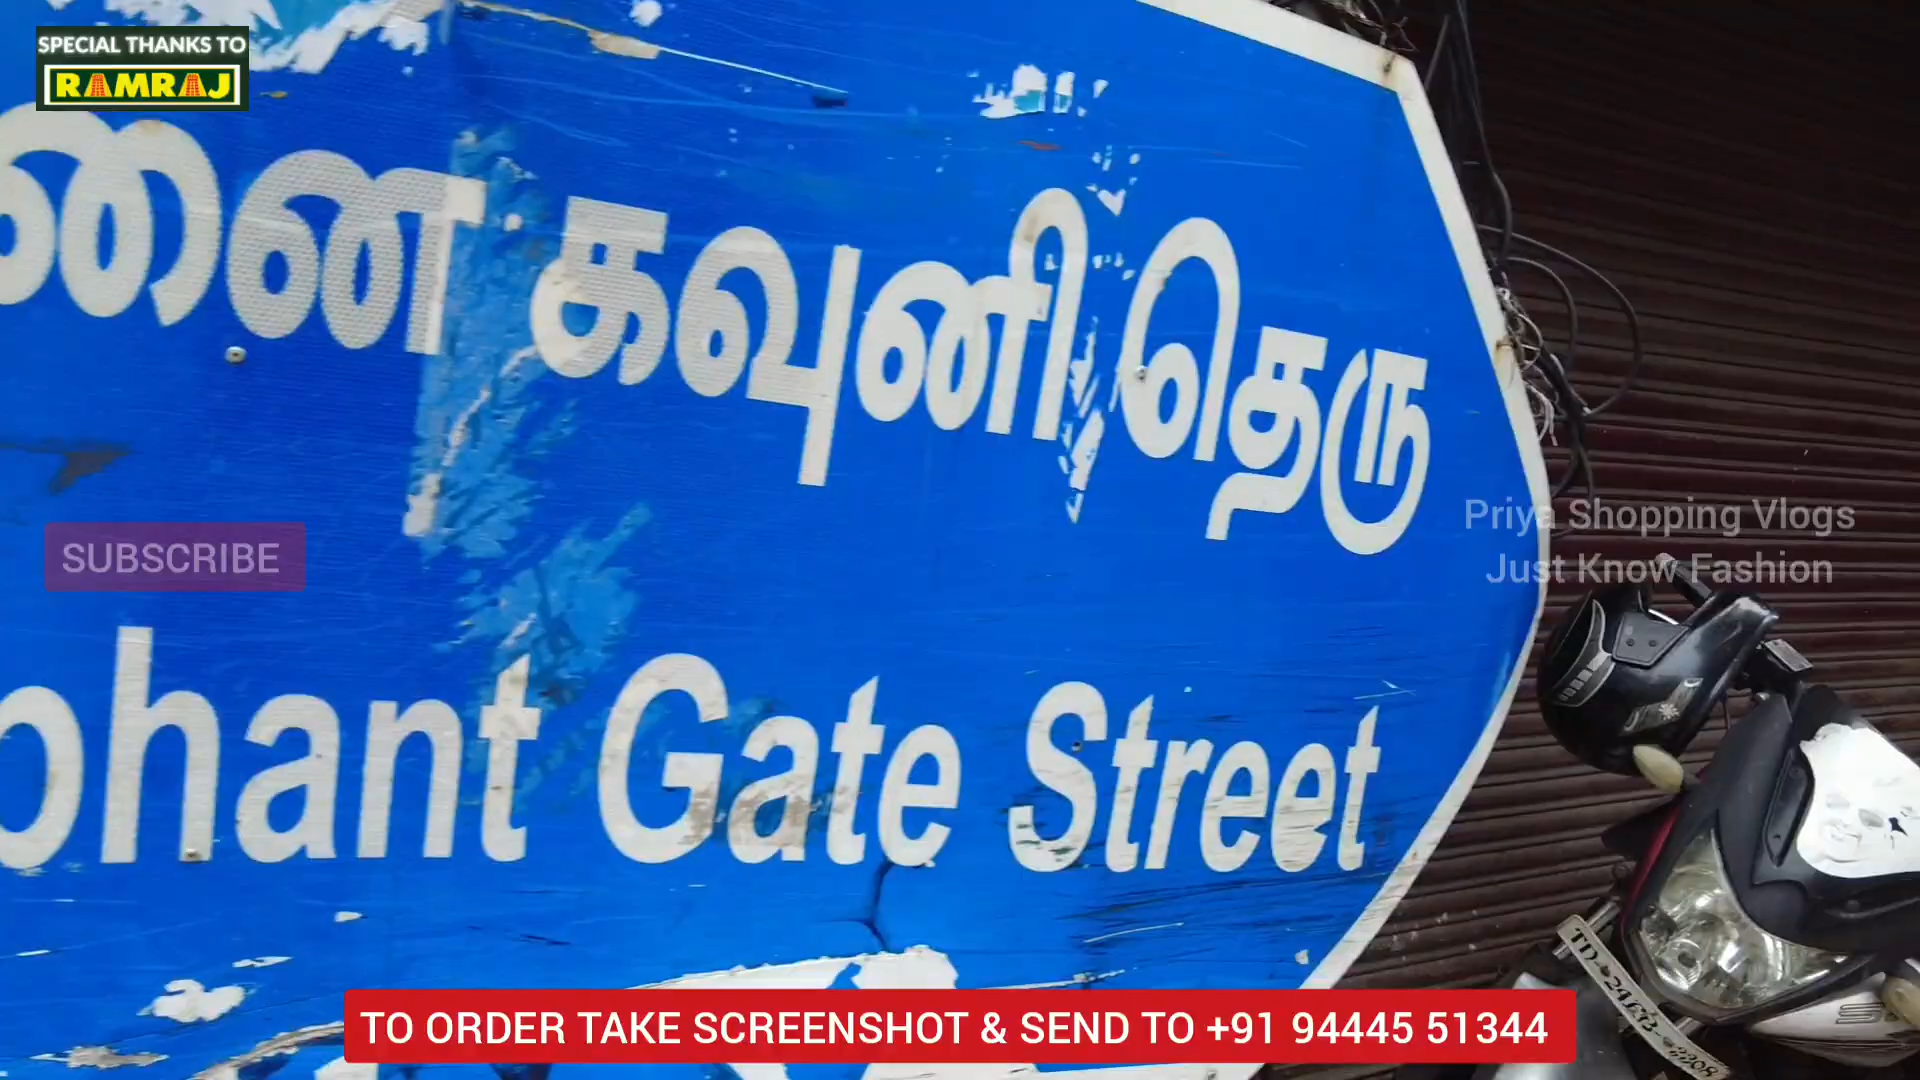 SPECIAL THANKS TO
RAMRAJ
னை கவுனி தெரு
SUBSCRIBE
Priya Shopping Vlogs
Just Know Fashion
phant Gate Street
TO ORDER TAKE SCREENSHOT & SEND TO +91 94445 51344